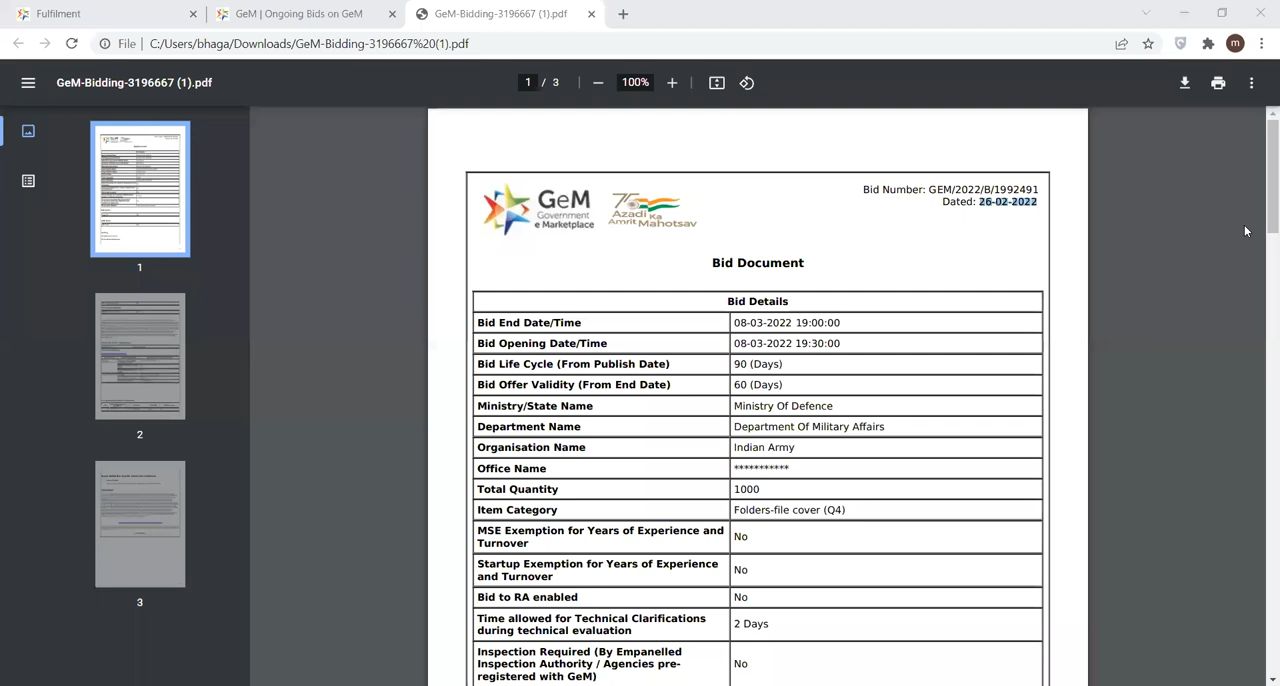 Fulfilment
GeM | Ongoing Bids on GeM
GeM-Bidding-3196667 (1).pdf
File
C:/Users/bhaga/Downloads/GeM-Bidding-3196667%20(1).pdf
m
GeM-Bidding-3196667 (1).pdf
1 / 3
100%
1
2
3
GeM
Government
e Marketplace
75
Azadi Ka
Amrit Mahotsav
Bid Number: GEM/2022/B/1992491
Dated: 26-02-2022
Bid Document
Bid Details
Bid End Date/Time 08-03-2022 19:00:00
Bid Opening Date/Time 08-03-2022 19:30:00
Bid Life Cycle (From Publish Date) 90 (Days)
Bid Offer Validity (From End Date) 60 (Days)
Ministry/State Name Ministry Of Defence
Department Name Department Of Military Affairs
Organisation Name Indian Army
Office Name ***********
Total Quantity 1000
Item Category Folders-file cover (Q4)
MSE Exemption for Years of Experience and
Turnover
No
Startup Exemption for Years of Experience
and Turnover
No
Bid to RA enabled No
Time allowed for Technical Clarifications
during technical evaluation
2 Days
Inspection Required (By Empanelled
Inspection Authority / Agencies pre-
registered with GeM)
No